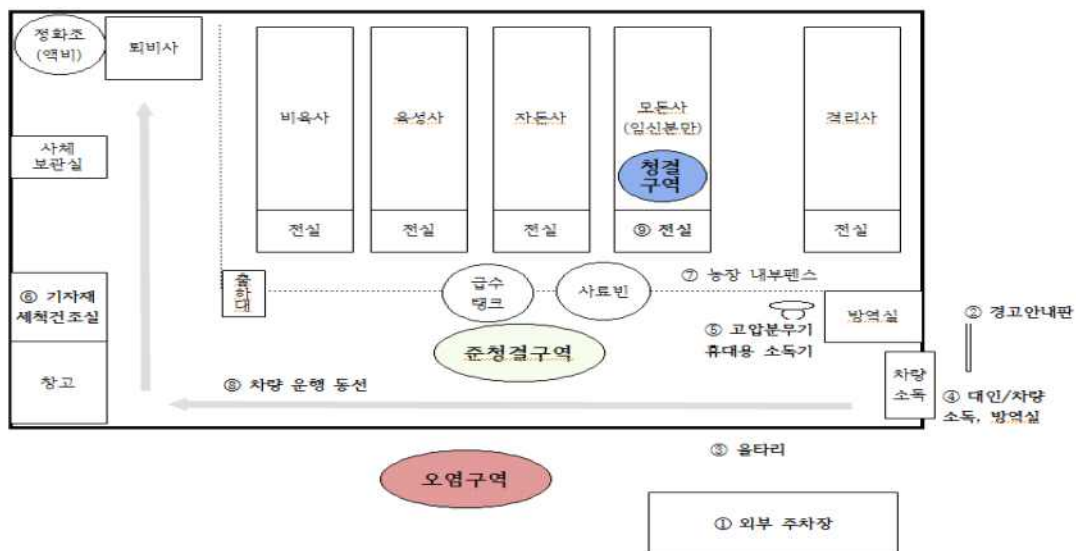 정화조
(액비)
퇴비사
비육사
육성사
자돈사
모돈사
(임신분만)
격리사
청결
구역
사체
보관실
전실
전실
전실
⑨ 전실
전실
출하대
급수
탱크
사료빈
⑦ 농장 내부펜스
⑥ 기자재
세척건조실
방역실
② 경고안내판
⑤ 고압분무기
휴대용 소독기
준청결구역
창고
⑧ 차량 운행 동선
차량
소독
④ 대인/차량
소독, 방역실
③ 울타리
오염구역
① 외부 주차장